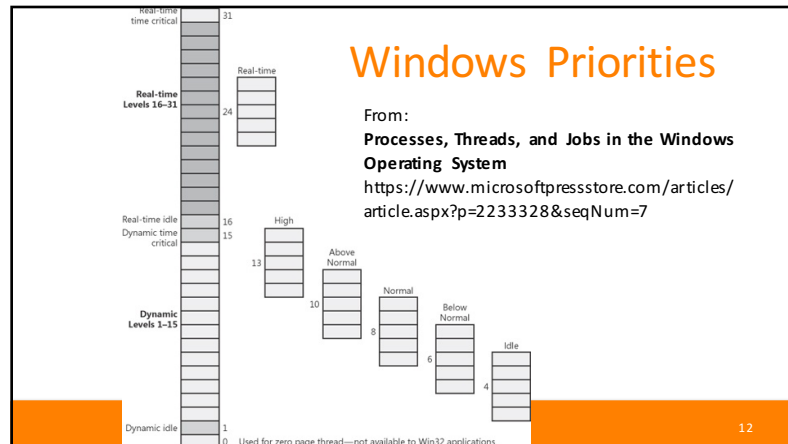 Windows Priorities
From:
Processes, Threads, and Jobs in the Windows
Operating System
https://www.microsoftpressstore.com/articles/
article.aspx?p=2233328&seqNum=7
Real-time
time critical
31
Real-time
Real-time
Levels 16–31
24
Real-time idle
16
High
Dynamic time
critical
15
13
Above
Normal
10
Normal
Dynamic
Levels 1–15
8
Below
Normal
6
Idle
4
Dynamic idle
1
0
Used for zero page thread—not available to Win32 applications
12